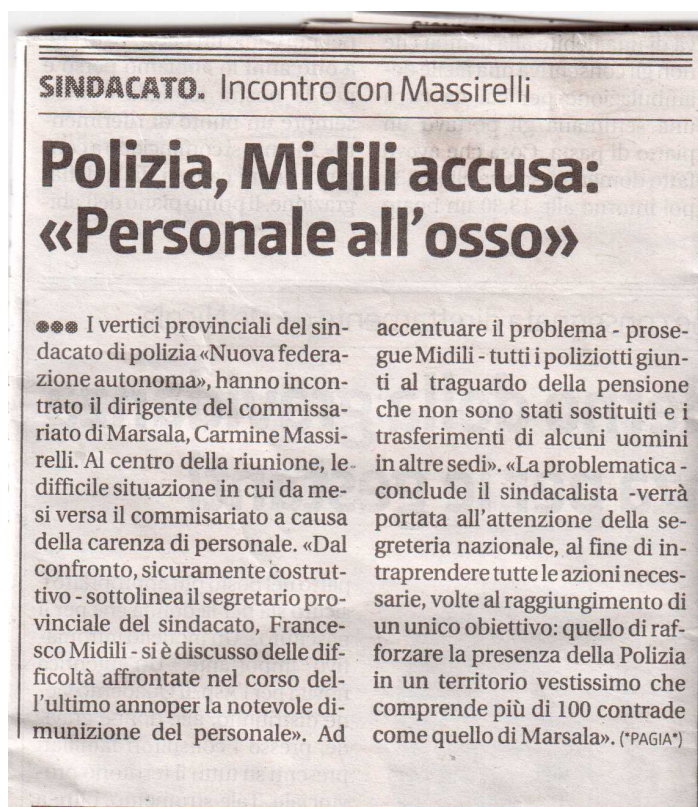 SINDACATO. Incontro con Massirelli
Polizia, Midili accusa:
«Personale all'osso»
●●● I vertici provinciali del sin-
dacato di polizia «Nuova federa-
zione autonoma», hanno incon-
trato il dirigente del commissa-
riato di Marsala, Carmine Massi-
relli. Al centro della riunione, le
difficile situazione in cui da me-
si versa il commisariato a causa
della carenza di personale. «Dal
confronto, sicuramente costrut-
tivo - sottolinea il segretario pro-
vinciale del sindacato, France-
sco Midili - si è discusso delle dif-
ficoltà affrontate nel corso del-
l'ultimo annoper la notevole di-
munizione del personale». Ad
accentuare il problema - prose-
gue Midili - tutti i poliziotti giun-
ti al traguardo della pensione
che non sono stati sostituiti e i
trasferimenti di alcuni uomini
in altre sedi». «La problematica -
conclude il sindacalista -verrà
portata all'attenzione della se-
greteria nazionale, al fine di in-
traprendere tutte le azioni neces-
sarie, volte al raggiungimento di
un unico obiettivo: quello di raf-
forzare la presenza della Polizia
in un territorio vestissimo che
comprende più di 100 contrade
come quello di Marsala». (*PAGIA*)